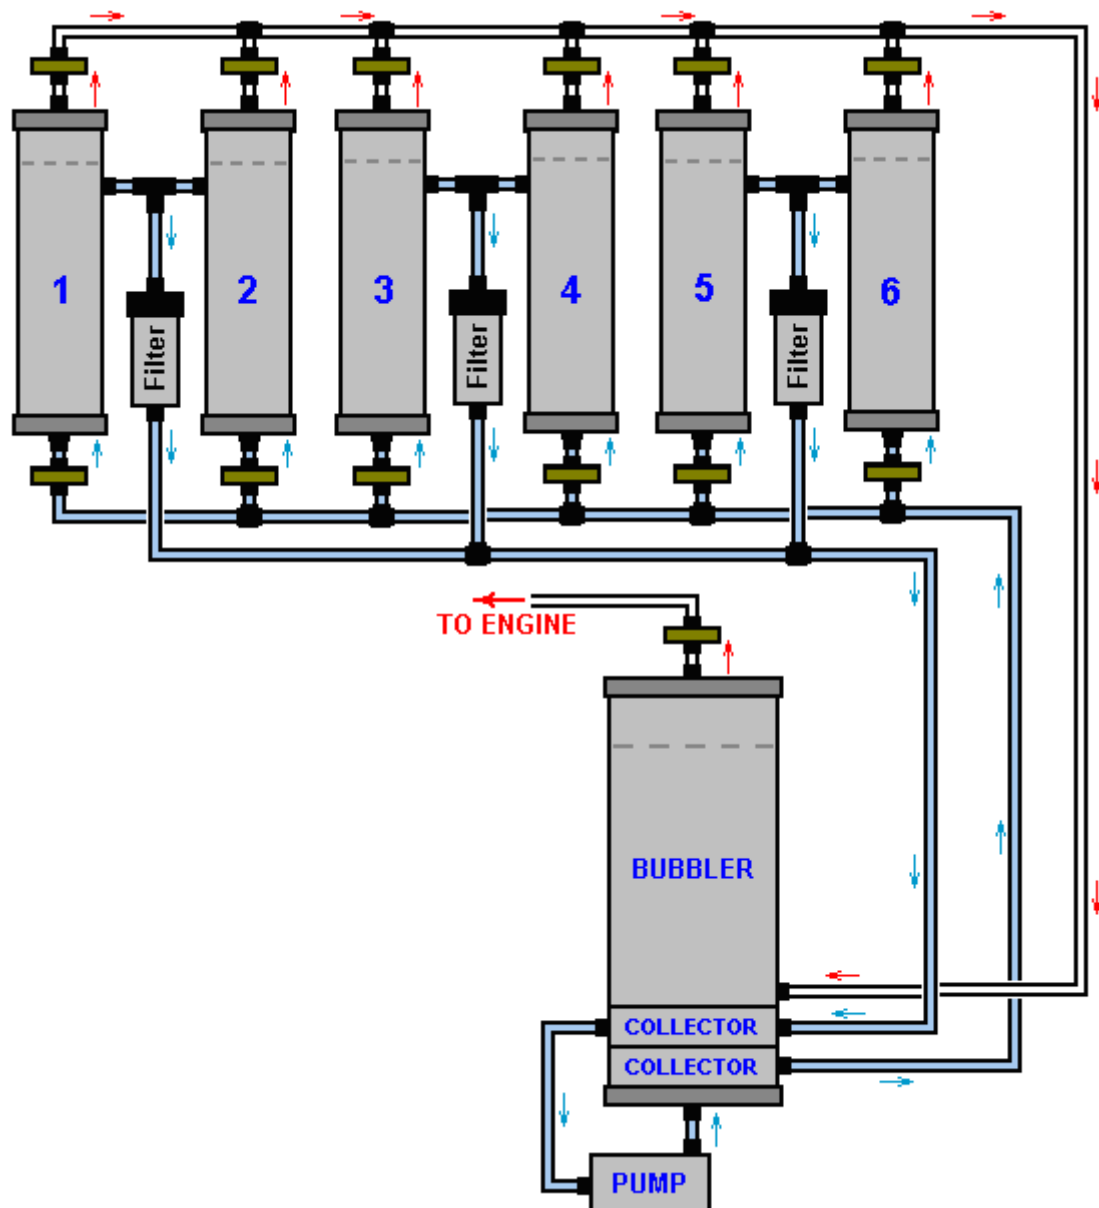 1
2
3
4
5
6
Filter
Filter
Filter
TO ENGINE
BUBBLER
COLLECTOR
COLLECTOR
PUMP